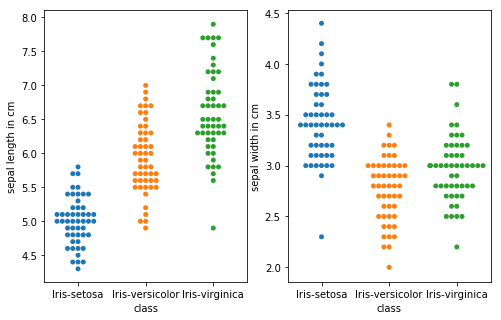 sepal length in cm
8.0
7.5
7.0
6.5
6.0
5.5
5.0
4.5
Iris-setosa Iris-versicolor Iris-virginica
class
sepal width in cm
4.5
4.0
3.5
3.0
2.5
2.0
Iris-setosa Iris-versicolor Iris-virginica
class